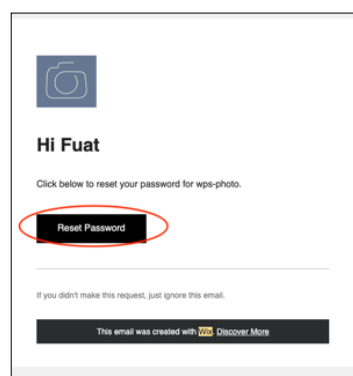 Hi Fuat
Click below to reset your password for wps-photo.
Reset Password
If you didn't make this request, just ignore this email.
This email was created with Wix. Discover More